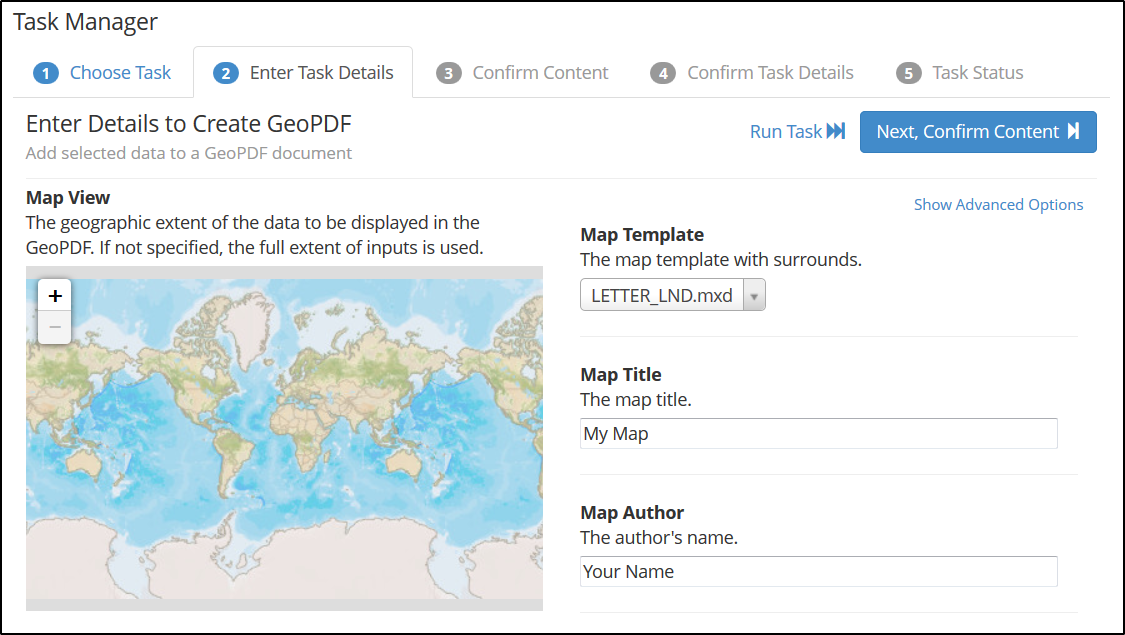 Task Manager
1 Choose Task
2 Enter Task Details
3 Confirm Content
4 Confirm Task Details
5 Task Status
Enter Details to Create GeoPDF
Add selected data to a GeoPDF document
Run Task
Next, Confirm Content
Map View
The geographic extent of the data to be displayed in the
GeoPDF. If not specified, the full extent of inputs is used.
+
−
Show Advanced Options
Map Template
The map template with surrounds.
LETTER_LND.mxd
Map Title
The map title.
My Map
Map Author
The author's name.
Your Name